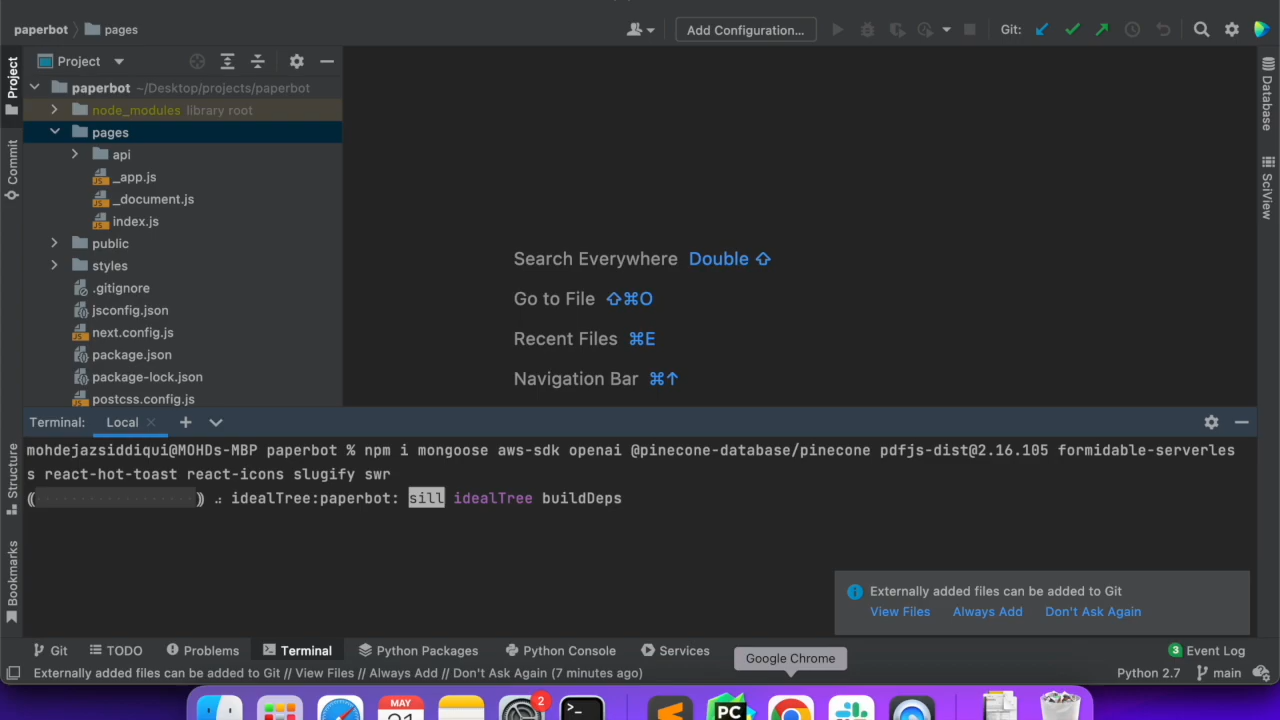 paperbot
pages
Add Configuration...
Git:
Project
Project
Commit
Structure
Bookmarks
paperbot ~/Desktop/projects/paperbot
node_modules library root
pages
api
_app.js
_document.js
index.js
public
styles
.gitignore
jsconfig.json
next.config.js
package.json
package-lock.json
postcss.config.js
Search Everywhere Double ⇧
Go to File ⇧⌘O
Recent Files ⌘E
Navigation Bar ⌘↑
Database
SciView
Terminal: Local
mohdejazsiddiqui@MOHDs-MBP paperbot % npm i mongoose aws-sdk openai @pinecone-database/pinecone pdfjs-dist@2.16.105 formidable-serverles
s react-hot-toast react-icons slugify swr
idealTree:paperbot: sill idealTree buildDeps
Externally added files can be added to Git
View Files Always Add Don't Ask Again
Git TODO Problems Terminal Python Packages Python Console Services 3 Event Log
Google Chrome
Externally added files can be added to Git // View Files // Always Add // Don't Ask Again (7 minutes ago) Python 2.7 main
MAY
2
PC